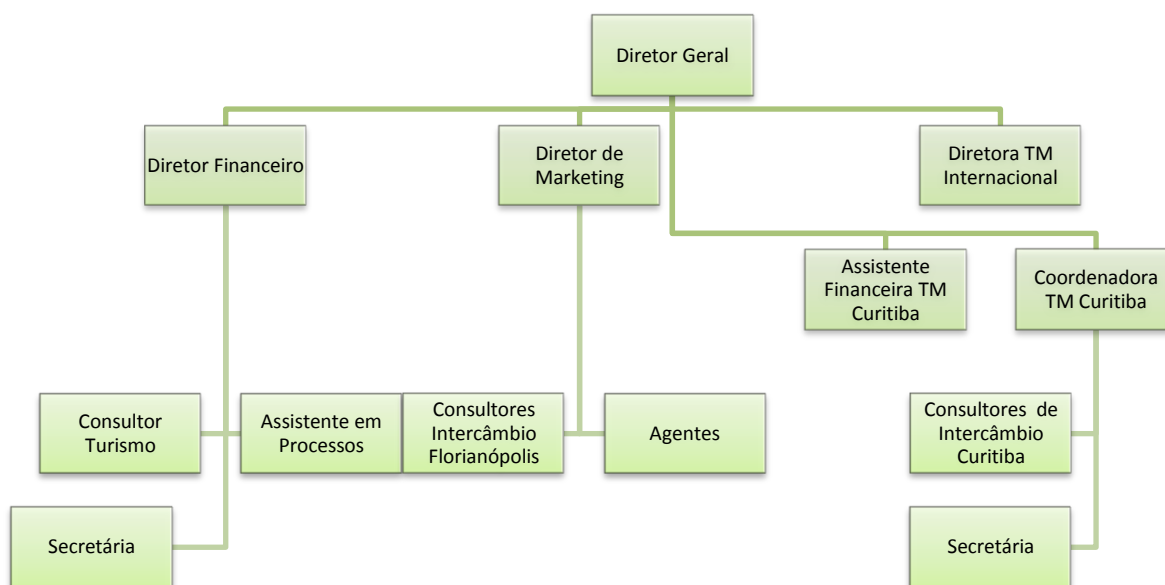 Diretor Geral
Diretor Financeiro
Diretor de
Marketing
Diretora TM
Internacional
Assistente
Financeira TM
Curitiba
Coordenadora
TM Curitiba
Consultor
Turismo
Assistente em
Processos
Consultores
Intercâmbio
Florianópolis
Agentes
Consultores de
Intercâmbio
Curitiba
Secretária
Secretária